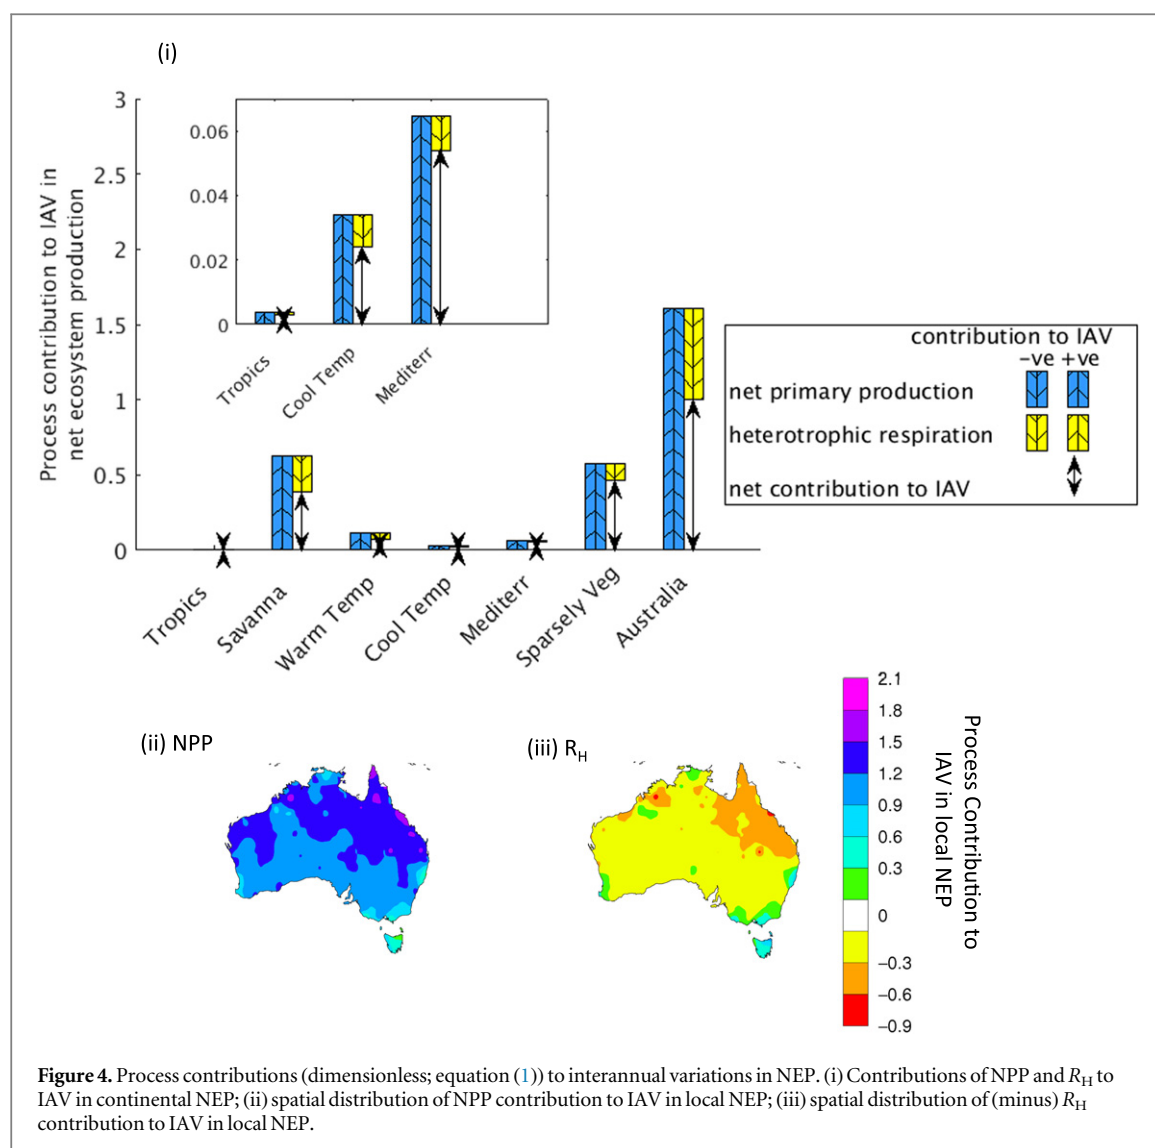 (i)
Process contribution to IAV in
net ecosystem production
3
2.5
2
1.5
1
0.5
0
0.06
0.04
0.02
0
Tropics
Cool Temp
Mediterr
Tropics
Savanna
Warm Temp
Cool Temp
Mediterr
Sparsely Veg
Australia
contribution to IAV
−ve +ve
net primary production
heterotrophic respiration
net contribution to IAV
(ii) NPP
(iii) RH
2.1
1.8
1.5
1.2
0.9
0.6
0.3
0
−0.3
−0.6
−0.9
Process Contribution to
IAV in local NEP
Figure 4. Process contributions (dimensionless; equation (1)) to interannual variations in NEP. (i) Contributions of NPP and RH to
IAV in continental NEP; (ii) spatial distribution of NPP contribution to IAV in local NEP; (iii) spatial distribution of (minus) RH
contribution to IAV in local NEP.